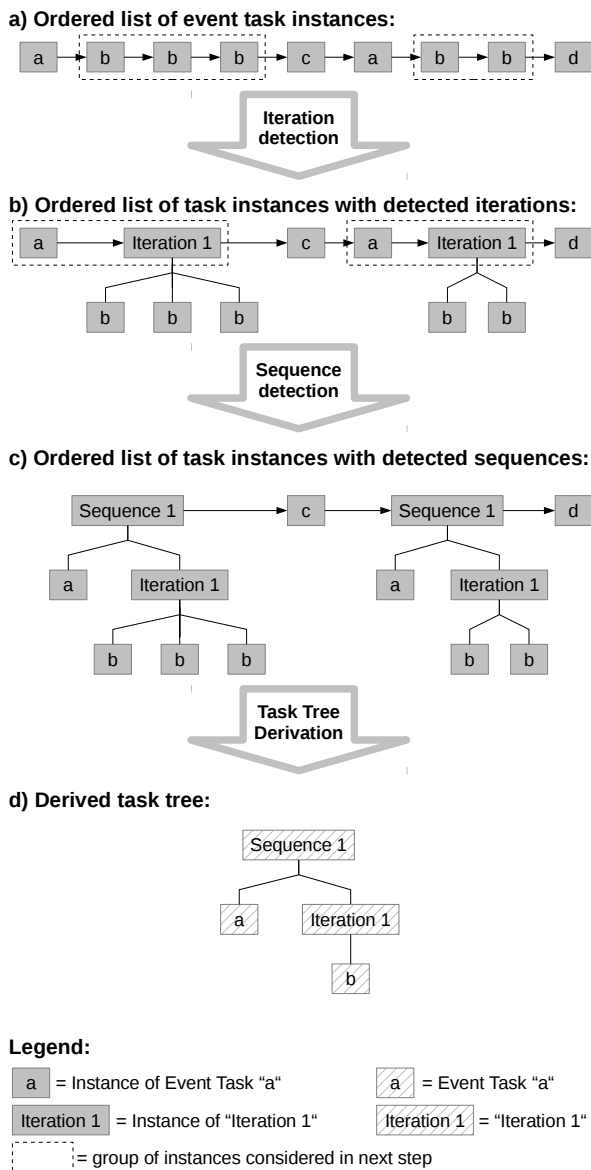 a) Ordered list of event task instances:
a b b b c a b b d
Iteration
detection
b) Ordered list of task instances with detected iterations:
a Iteration 1 c a Iteration 1 d
b b b b b
Sequence
detection
c) Ordered list of task instances with detected sequences:
Sequence 1 c Sequence 1 d
a Iteration 1 a Iteration 1
b b b b b
Task Tree
Derivation
d) Derived task tree:
Sequence 1
a Iteration 1
b
Legend:
a = Instance of Event Task “a“ a = Event Task “a“
Iteration 1 = Instance of “Iteration 1“ Iteration 1 = “Iteration 1“
= group of instances considered in next step